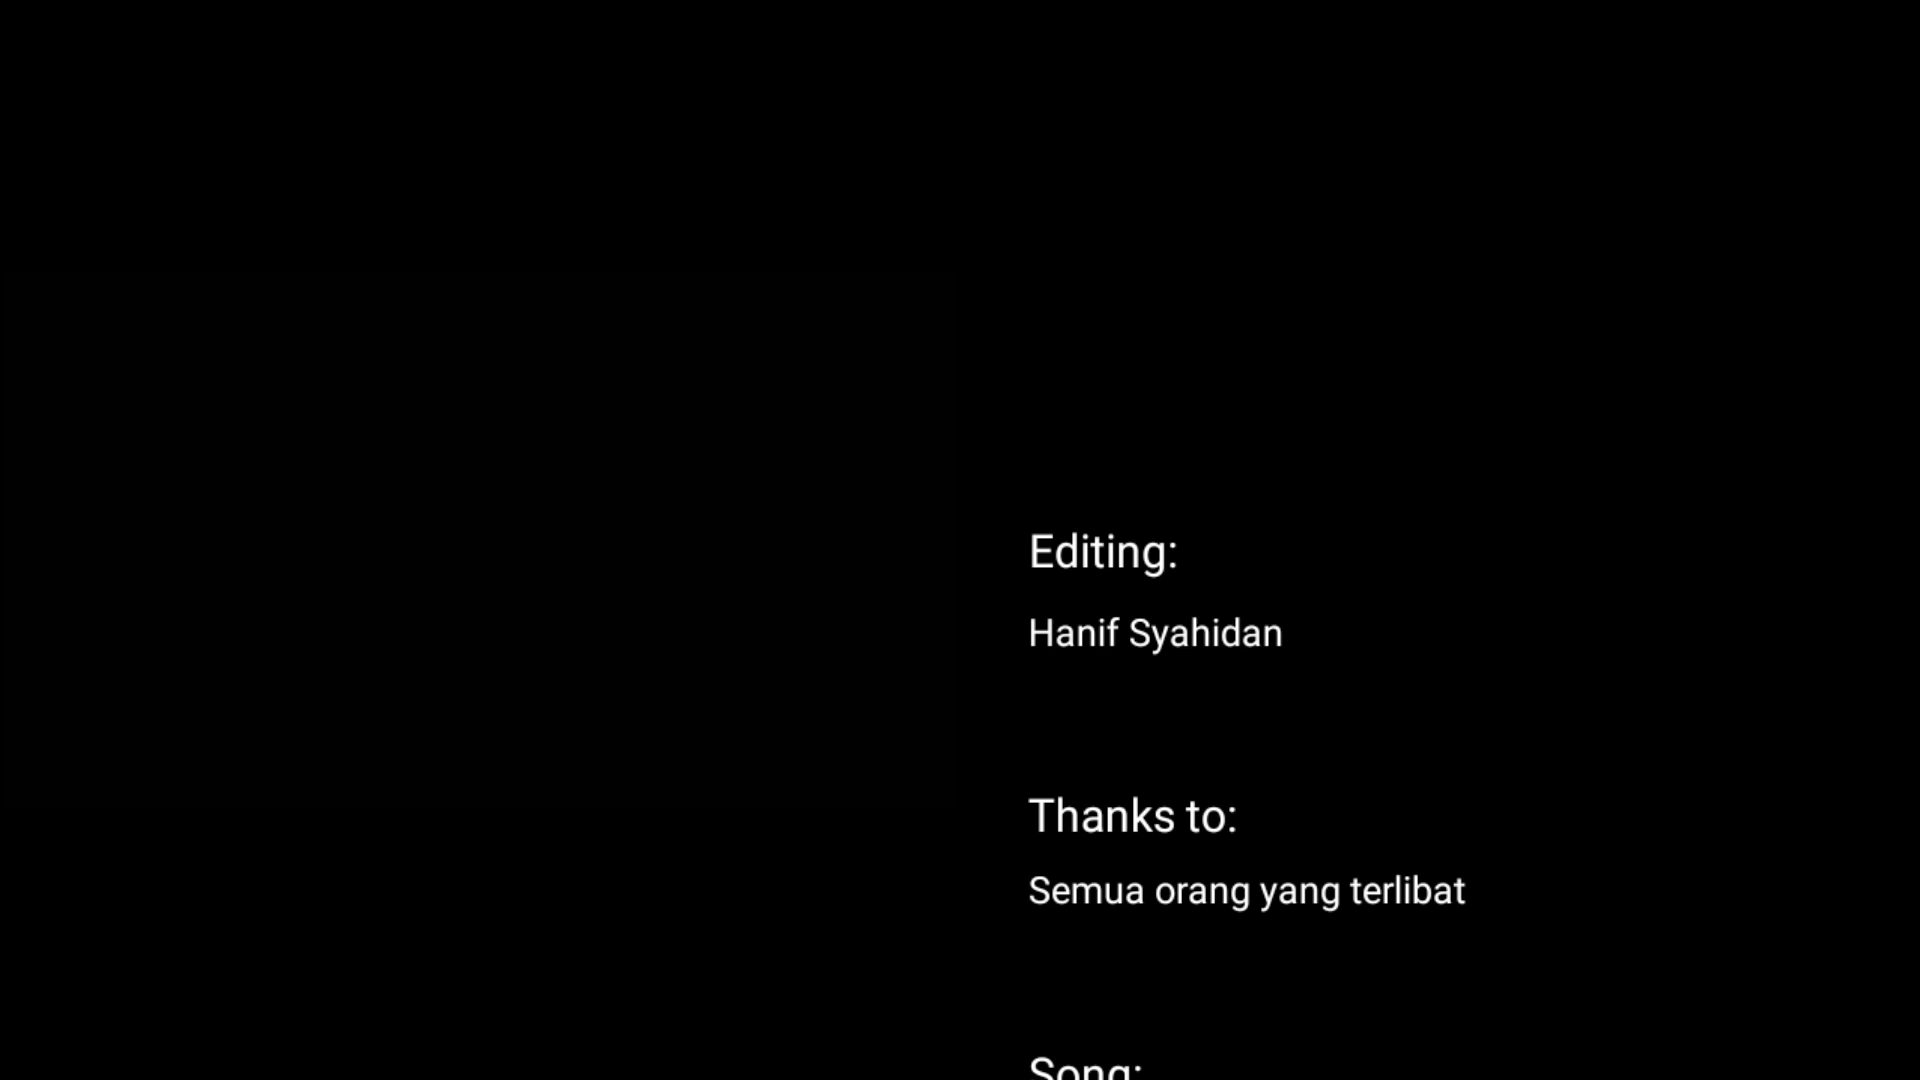 Editing:
Hanif Syahidan
Thanks to:
Semua orang yang terlibat
Song: